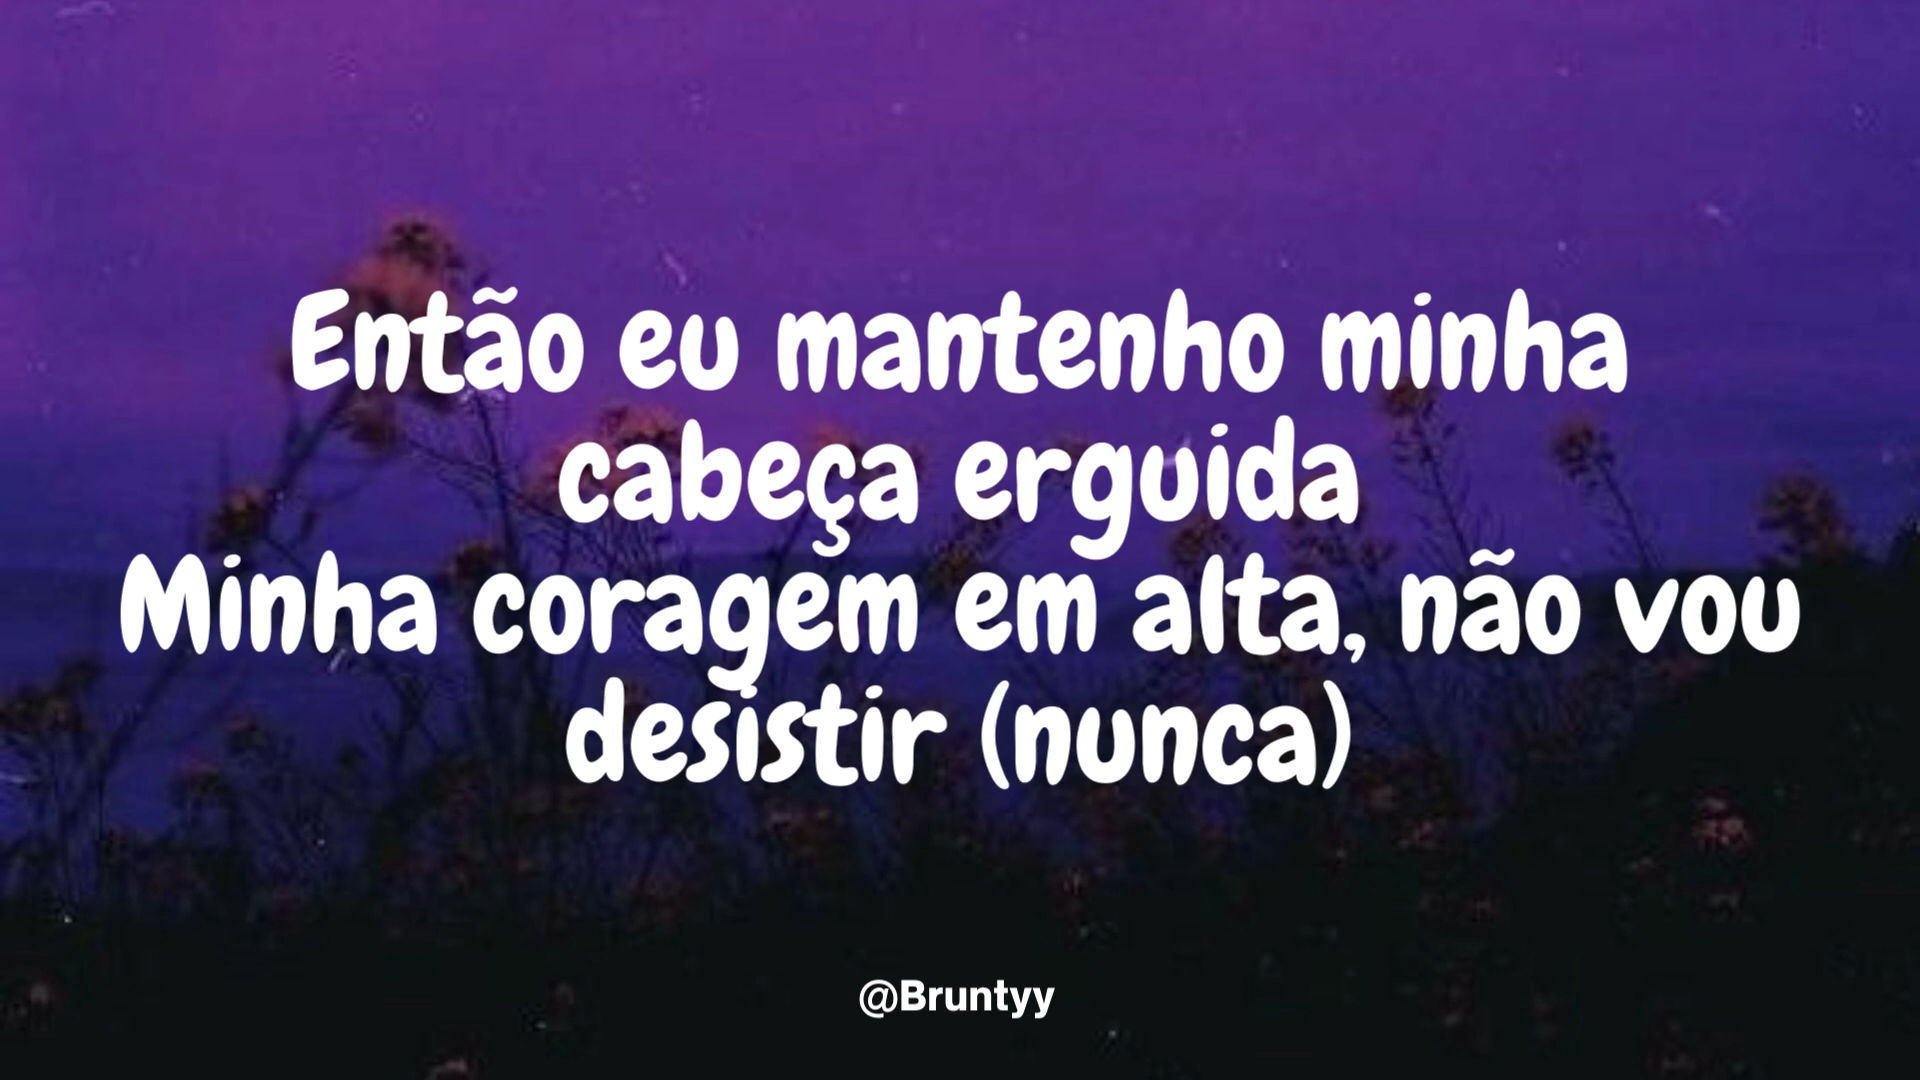 Então eu mantenho minha
cabeça erguida
Minha coragem em alta, não vou
desistir (nunca)
@Bruntyy